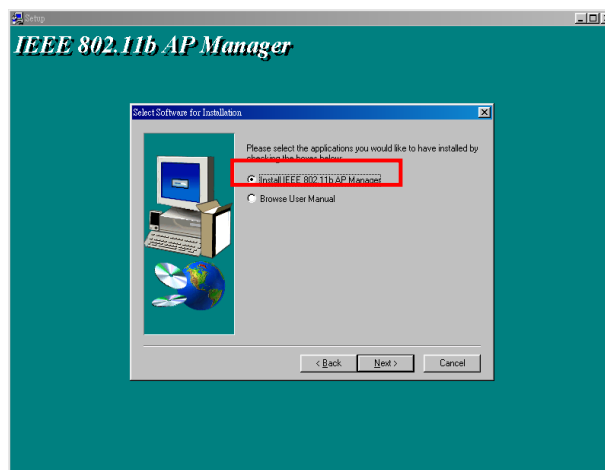 Setup
IEEE 802.11b AP Manager
Select Software for Installation
Please select the applications you would like to have installed by
checking the boxes below.
Install IEEE 802.11b AP Manager
Browse User Manual
< Back
Next >
Cancel